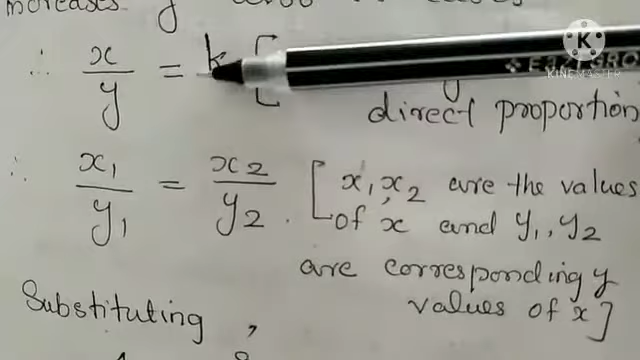 increases y also
∴ x/y = k [
direct proportion
∴ x₁/y₁ = x₂/y₂ . [ x₁, x₂ are the values
of x and y₁, y₂
are corresponding y
values of x ]
Substituting ,
KINEMASTER